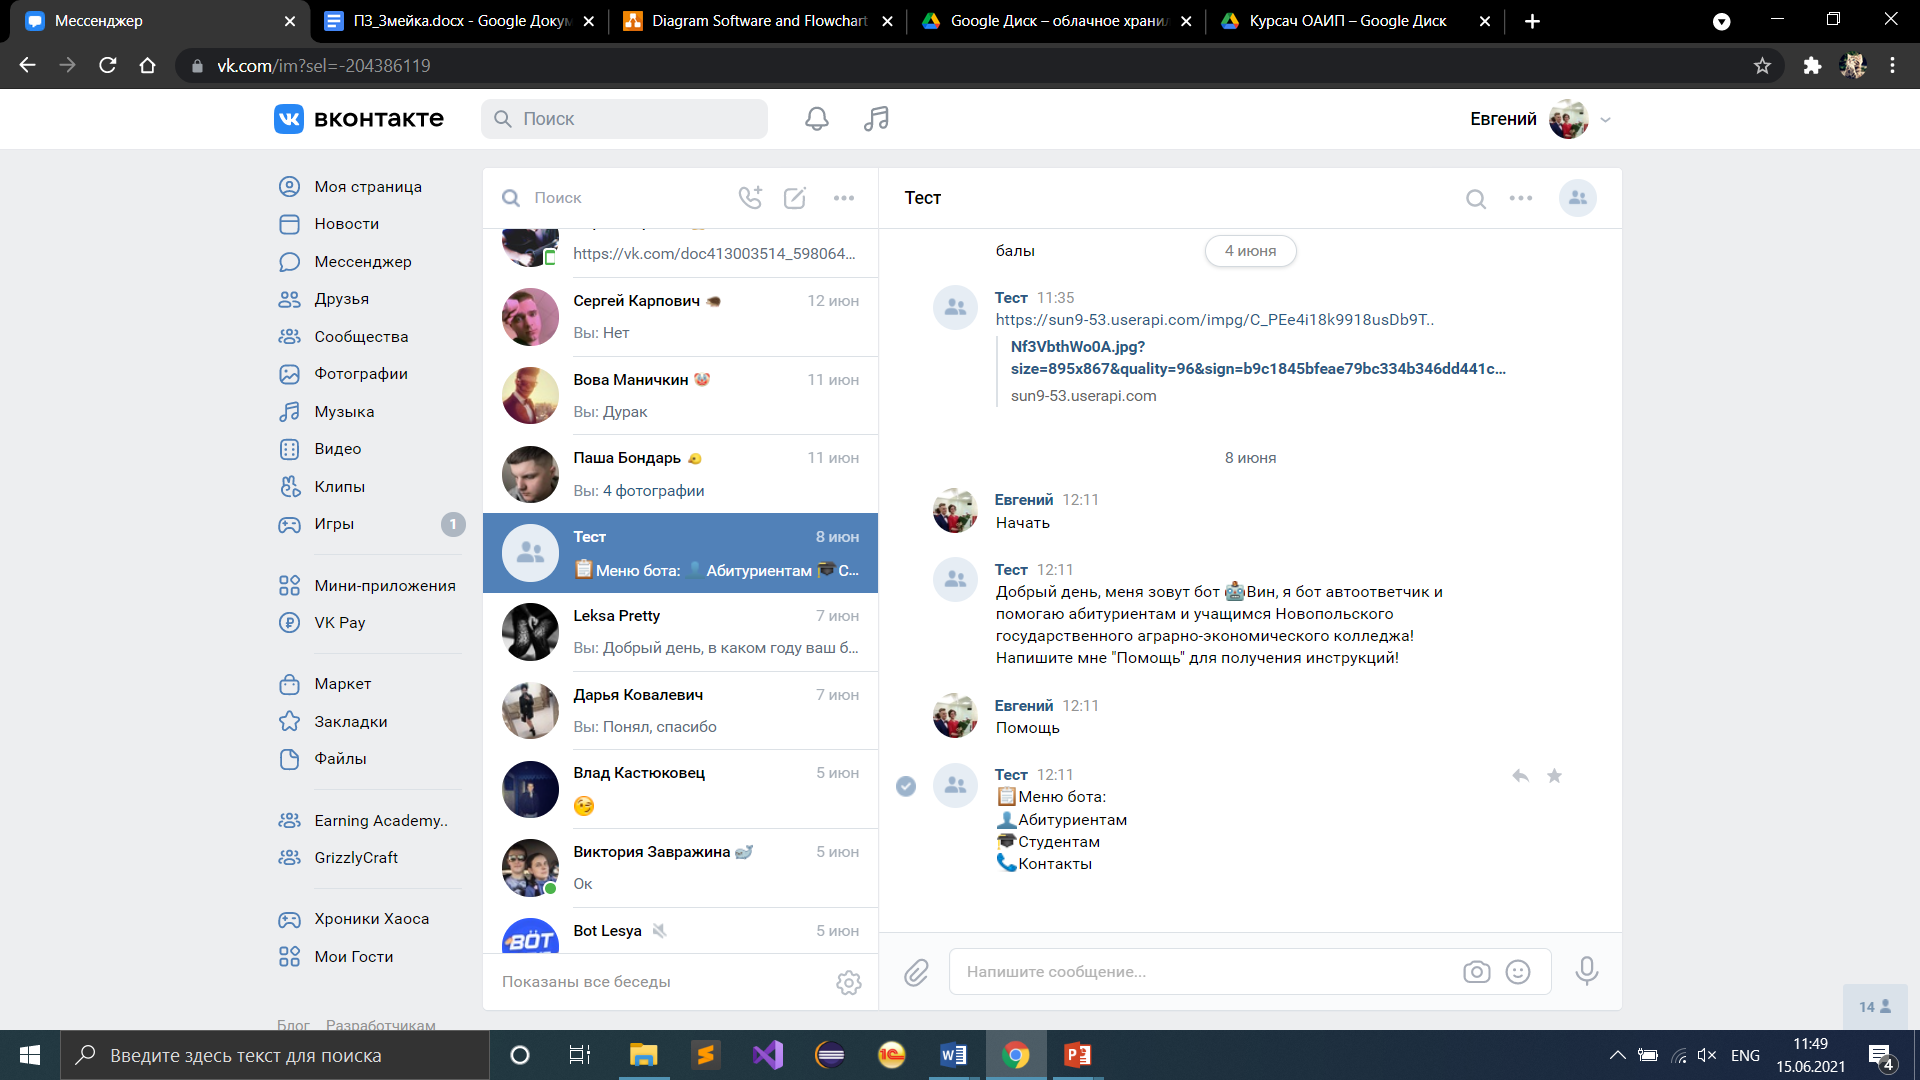 Мессенджер
ПЗ_Змейка.docx - Google Докум
Diagram Software and Flowchart
Google Диск – облачное хранил
Курсач ОАИП – Google Диск
vk.com/im?sel=-204386119
вконтакте
Поиск
Евгений
Моя страница
Новости
Мессенджер
Друзья
Сообщества
Фотографии
Музыка
Видео
Клипы
Игры
1
Мини-приложения
VK Pay
Маркет
Закладки
Файлы
Earning Academy..
GrizzlyCraft
Хроники Хаоса
Мои Гости
Блог Разработчикам
Поиск
https://vk.com/doc413003514_598064...
Сергей Карпович 12 июн
Вы: Нет
Вова Маничкин 11 июн
Вы: Дурак
Паша Бондарь 11 июн
Вы: 4 фотографии
Тест 8 июн
Меню бота: Абитуриентам С...
Leksa Pretty 7 июн
Вы: Добрый день, в каком году ваш б...
Дарья Ковалевич 7 июн
Вы: Понял, спасибо
Влад Кастюковец 5 июн
Виктория Завражина 5 июн
Ок
BÖT
Bot Lesya 5 июн
Показаны все беседы
Тест
балы
4 июня
Тест 11:35
https://sun9-53.userapi.com/impg/C_PEe4i18k9918usDb9T..
Nf3VbthWo0A.jpg?
size=895x867&quality=96&sign=b9c1845bfeae79bc334b346dd441c...
sun9-53.userapi.com
8 июня
Евгений 12:11
Начать
Тест 12:11
Добрый день, меня зовут бот Вин, я бот автоответчик и
помогаю абитуриентам и учащимся Новопольского
государственного аграрно-экономического колледжа!
Напишите мне "Помощь" для получения инструкций!
Евгений 12:11
Помощь
Тест 12:11
Меню бота:
Абитуриентам
Студентам
Контакты
Напишите сообщение...
14
Введите здесь текст для поиска
ENG
11:49
15.06.2021
4